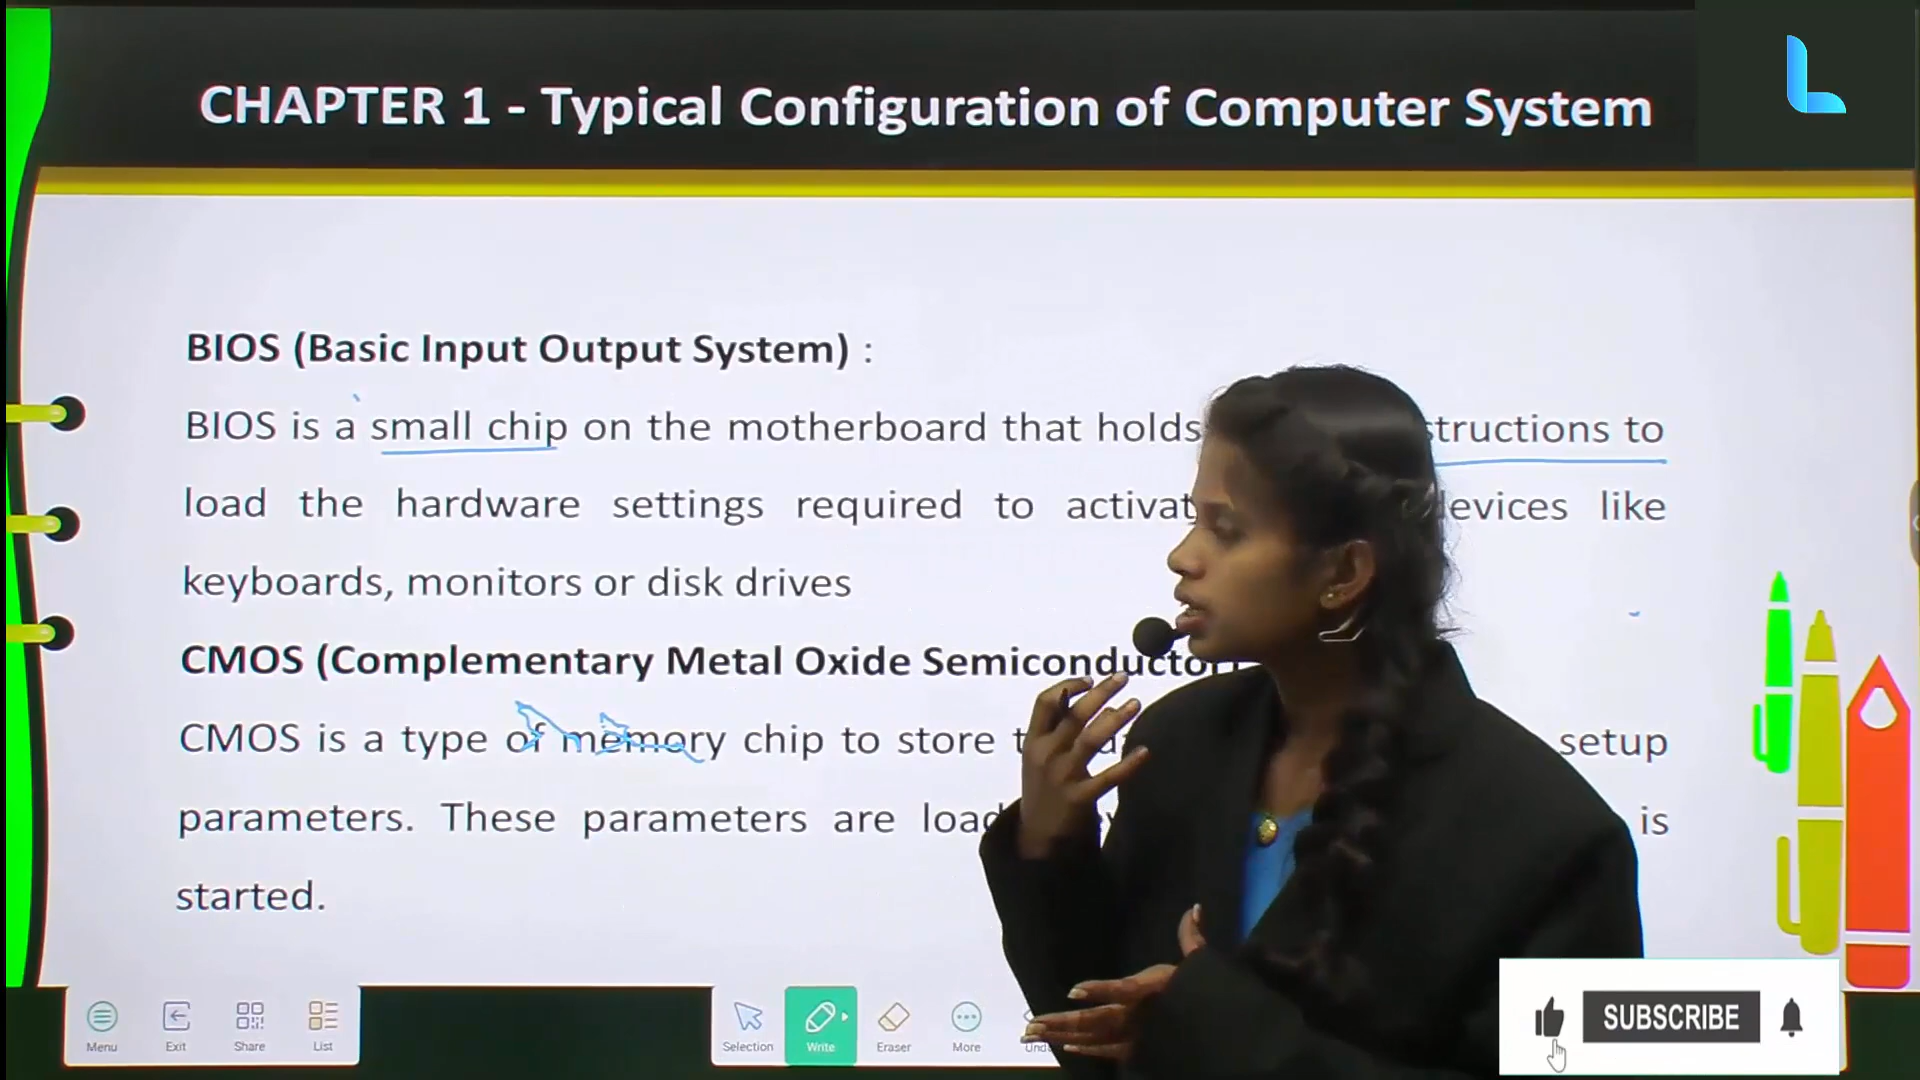 CHAPTER 1 - Typical Configuration of Computer System
BIOS (Basic Input Output System) :
BIOS is a small chip on the motherboard that holds structions to
load the hardware settings required to activat devices like
keyboards, monitors or disk drives
CMOS (Complementary Metal Oxide Semiconductor)
CMOS is a type of memory chip to store setup
parameters. These parameters are load is
started.
Menu Exit Share List Selection Write Eraser More Undo
SUBSCRIBE